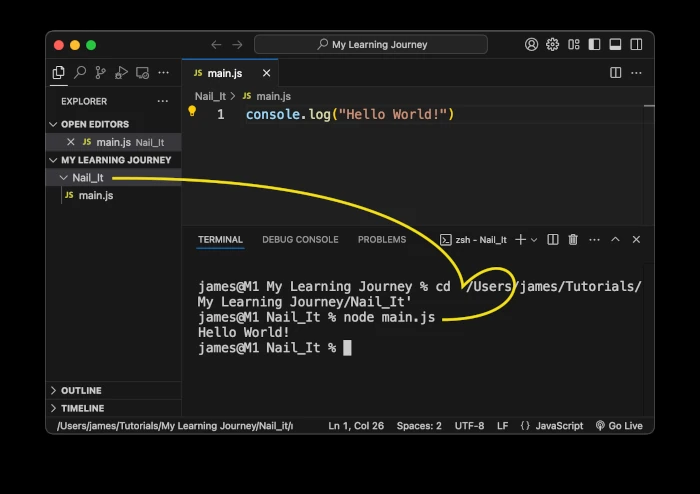 My Learning Journey
JS main.js
EXPLORER
Nail_It > JS main.js
OPEN EDITORS
1 console.log("Hello World!")
JS main.js Nail_It
MY LEARNING JOURNEY
Nail_It
JS main.js
TERMINAL DEBUG CONSOLE PROBLEMS zsh - Nail_It
james@M1 My Learning Journey % cd '/Users/james/Tutorials/
My Learning Journey/Nail_It'
james@M1 Nail_It % node main.js
Hello World!
james@M1 Nail_It %
OUTLINE
TIMELINE
/Users/james/Tutorials/My Learning Journey/Nail_it/ Ln 1, Col 26 Spaces: 2 UTF-8 LF {} JavaScript Go Live